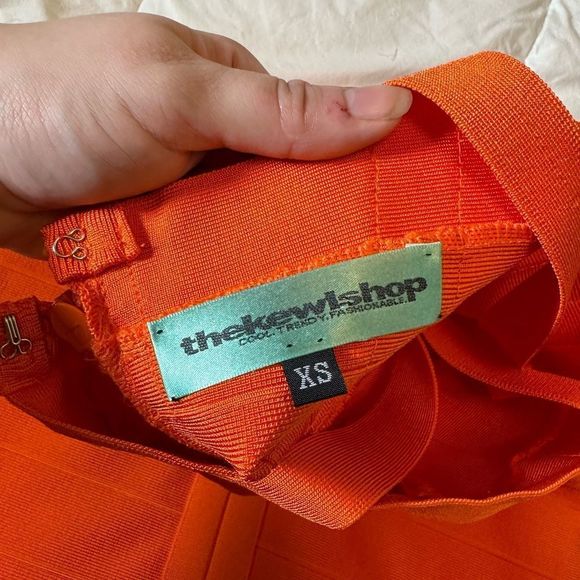 thekewlshop
COOL. TRENDY. FASHIONABLE.
XS